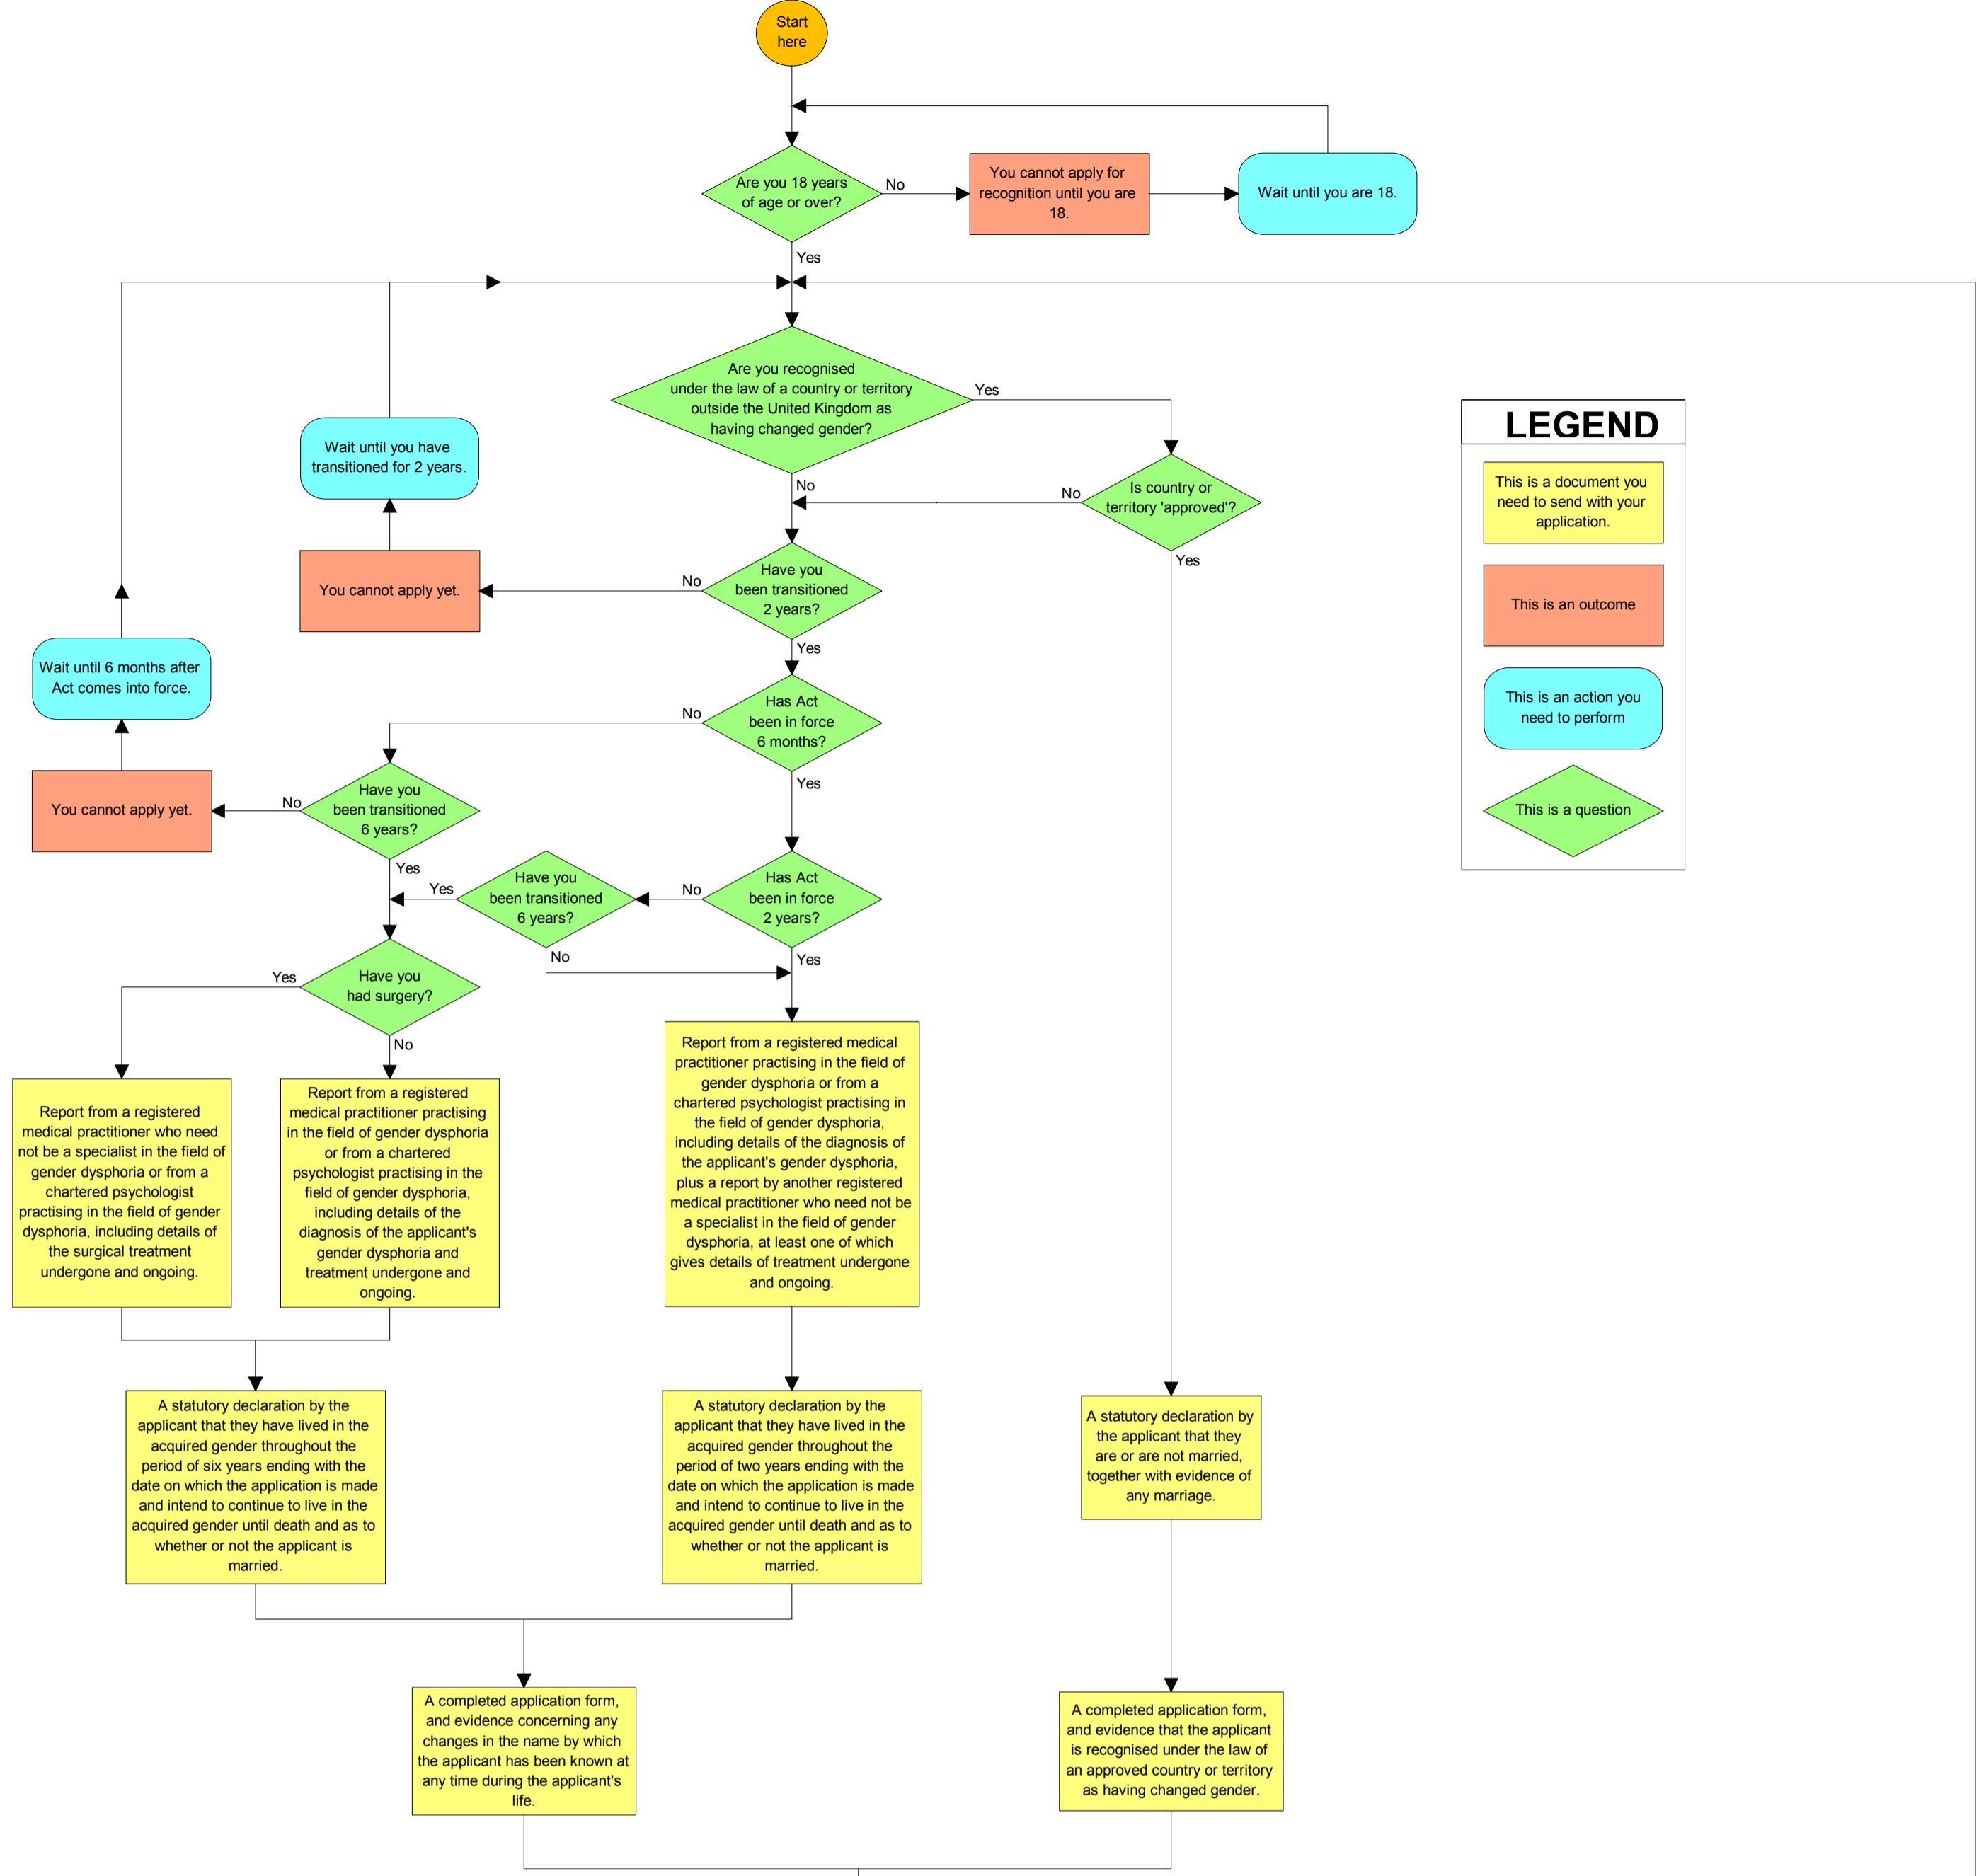 Start
here
Are you 18 years
of age or over?
No
You cannot apply for
recognition until you are
18.
Wait until you are 18.
Yes
Are you recognised
under the law of a country or territory
outside the United Kingdom as
having changed gender?
Yes
No
Is country or
territory 'approved'?
No
Yes
LEGEND
This is a document you
need to send with your
application.
This is an outcome
This is an action you
need to perform
This is a question
Wait until you have
transitioned for 2 years.
You cannot apply yet.
No
Have you
been transitioned
2 years?
Yes
Wait until 6 months after
Act comes into force.
You cannot apply yet.
No
Has Act
been in force
6 months?
Yes
No
Have you
been transitioned
6 years?
Yes
Yes
Have you
been transitioned
6 years?
No
No
Has Act
been in force
2 years?
Yes
Yes
Have you
had surgery?
No
Report from a registered
medical practitioner who need
not be a specialist in the field of
gender dysphoria or from a
chartered psychologist
practising in the field of gender
dysphoria, including details of
the surgical treatment
undergone and ongoing.
Report from a registered
medical practitioner practising
in the field of gender dysphoria
or from a chartered
psychologist practising in the
field of gender dysphoria,
including details of the
diagnosis of the applicant's
gender dysphoria and
treatment undergone and
ongoing.
Report from a registered medical
practitioner practising in the field of
gender dysphoria or from a
chartered psychologist practising in
the field of gender dysphoria,
including details of the diagnosis of
the applicant's gender dysphoria,
plus a report by another registered
medical practitioner who need not be
a specialist in the field of gender
dysphoria, at least one of which
gives details of treatment undergone
and ongoing.
A statutory declaration by the
applicant that they have lived in the
acquired gender throughout the
period of six years ending with the
date on which the application is made
and intend to continue to live in the
acquired gender until death and as to
whether or not the applicant is
married.
A statutory declaration by the
applicant that they have lived in the
acquired gender throughout the
period of two years ending with the
date on which the application is made
and intend to continue to live in the
acquired gender until death and as to
whether or not the applicant is
married.
A statutory declaration by
the applicant that they
are or are not married,
together with evidence of
any marriage.
A completed application form,
and evidence concerning any
changes in the name by which
the applicant has been known at
any time during the applicant's
life.
A completed application form,
and evidence that the applicant
is recognised under the law of
an approved country or territory
as having changed gender.